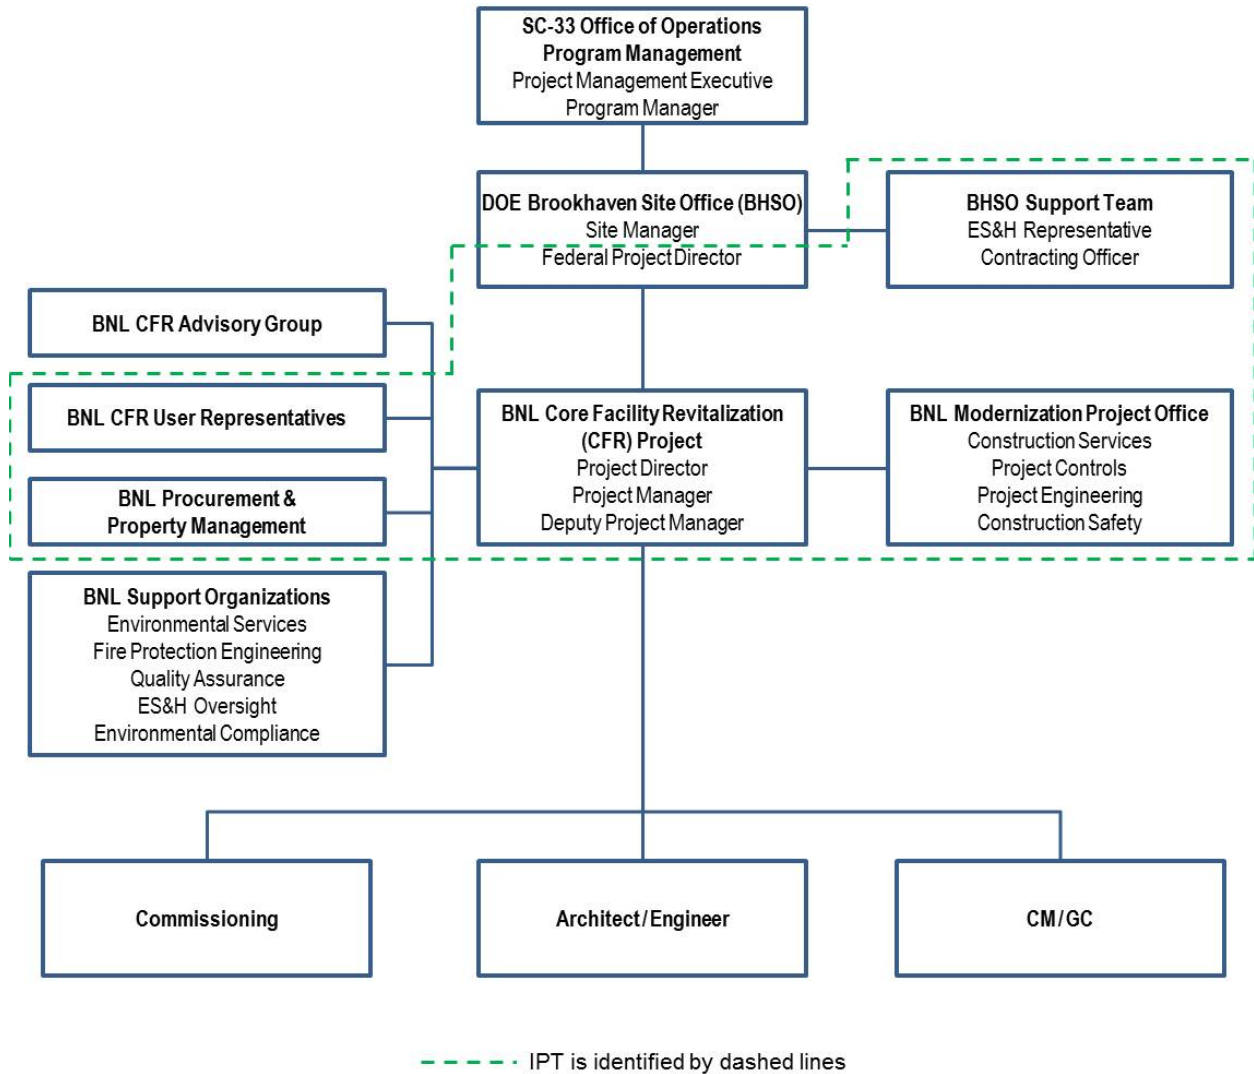 SC-33 Office of Operations
Program Management
Project Management Executive
Program Manager
DOE Brookhaven Site Office (BHSO)
Site Manager
Federal Project Director
BHSO Support Team
ES&H Representative
Contracting Officer
BNL CFR Advisory Group
BNL CFR User Representatives
BNL Procurement &
Property Management
BNL Support Organizations
Environmental Services
Fire Protection Engineering
Quality Assurance
ES&H Oversight
Environmental Compliance
BNL Core Facility Revitalization
(CFR) Project
Project Director
Project Manager
Deputy Project Manager
BNL Modernization Project Office
Construction Services
Project Controls
Project Engineering
Construction Safety
Commissioning
Architect/Engineer
CM/GC
IPT is identified by dashed lines